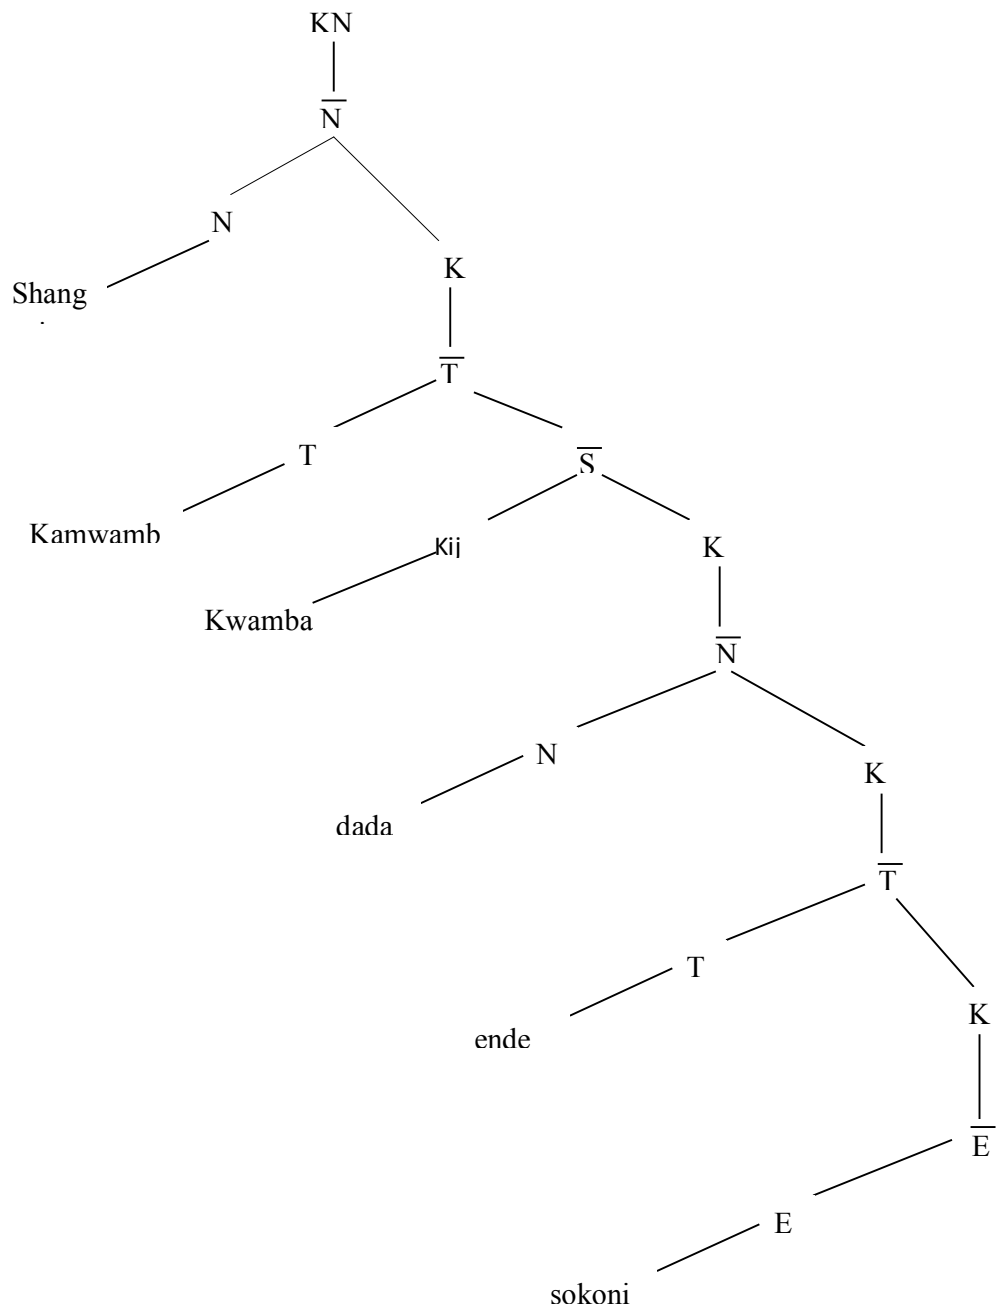 KN
N̅
N
K
Shang
T̅
T
S̅
Kamwamb
Kij
K
Kwamba
N̅
N
K
dada
T̅
T
K
ende
E̅
E
sokoni